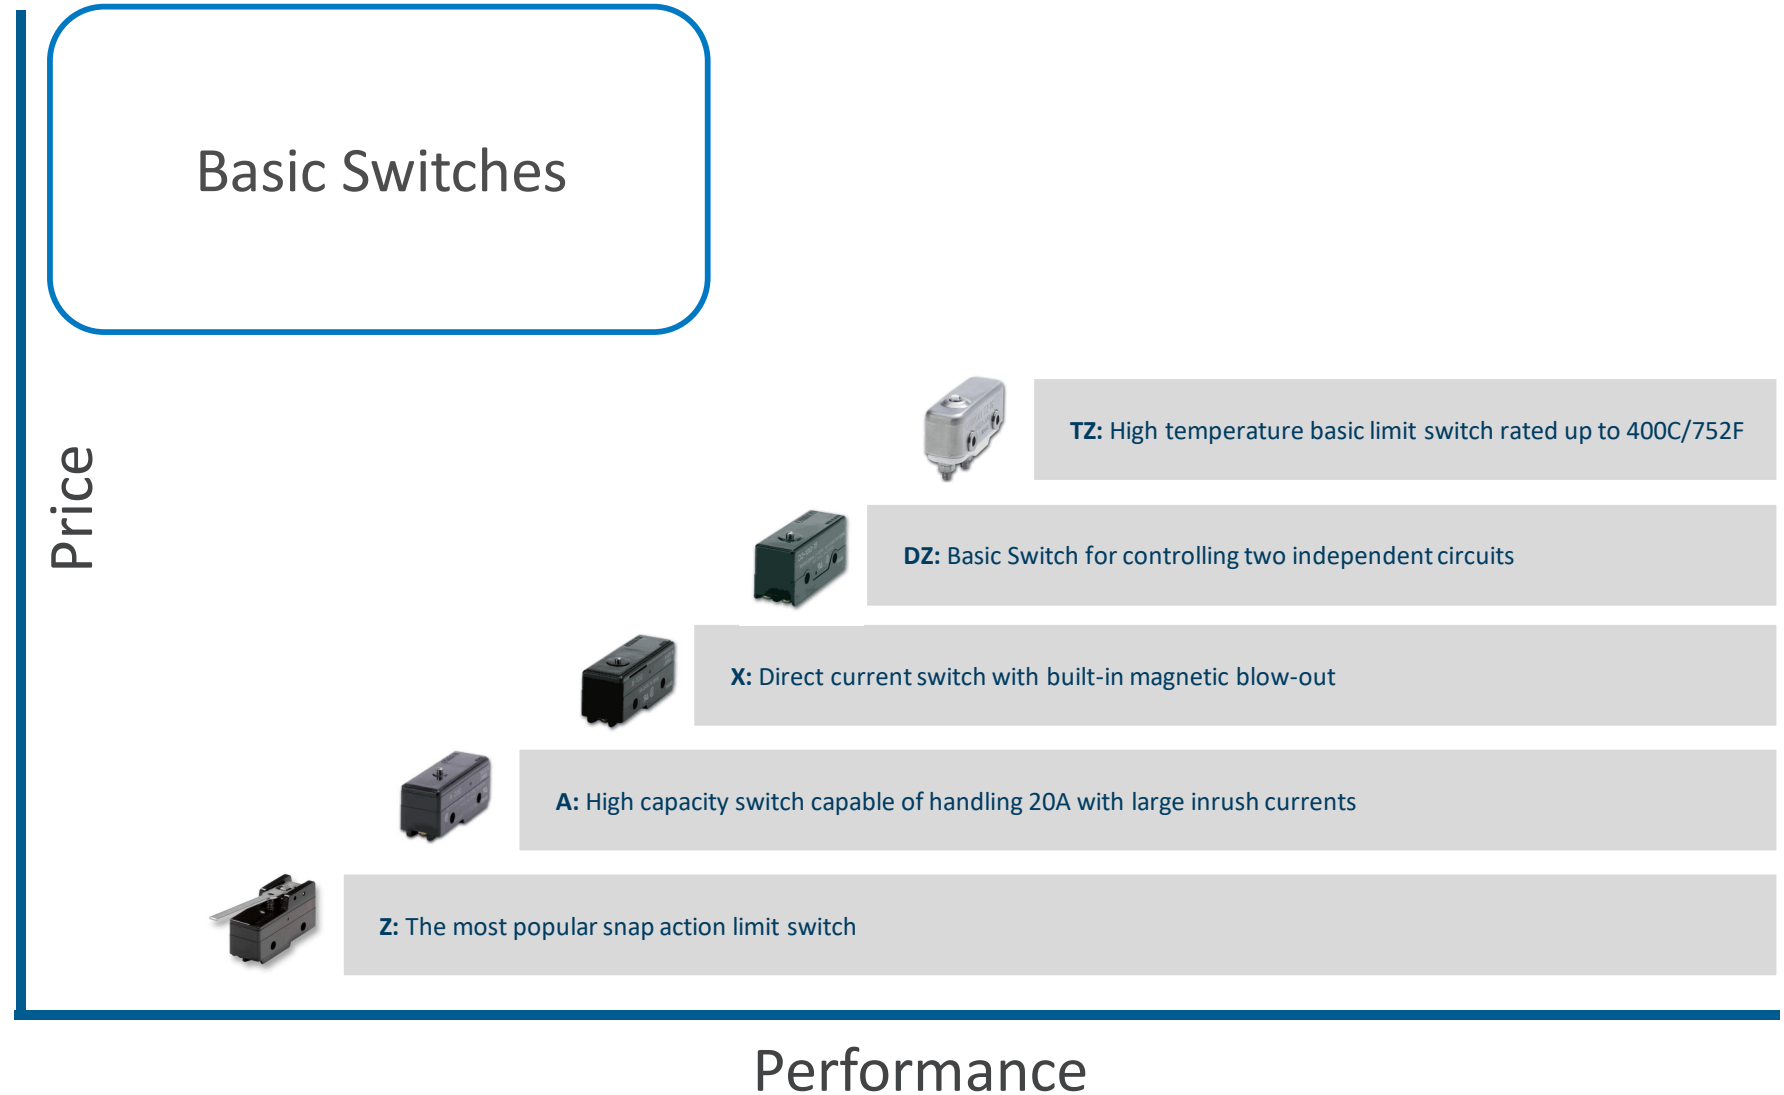 Basic Switches
Price
TZ: High temperature basic limit switch rated up to 400C/752F
DZ: Basic Switch for controlling two independent circuits
X: Direct current switch with built-in magnetic blow-out
A: High capacity switch capable of handling 20A with large inrush currents
Z: The most popular snap action limit switch
Performance